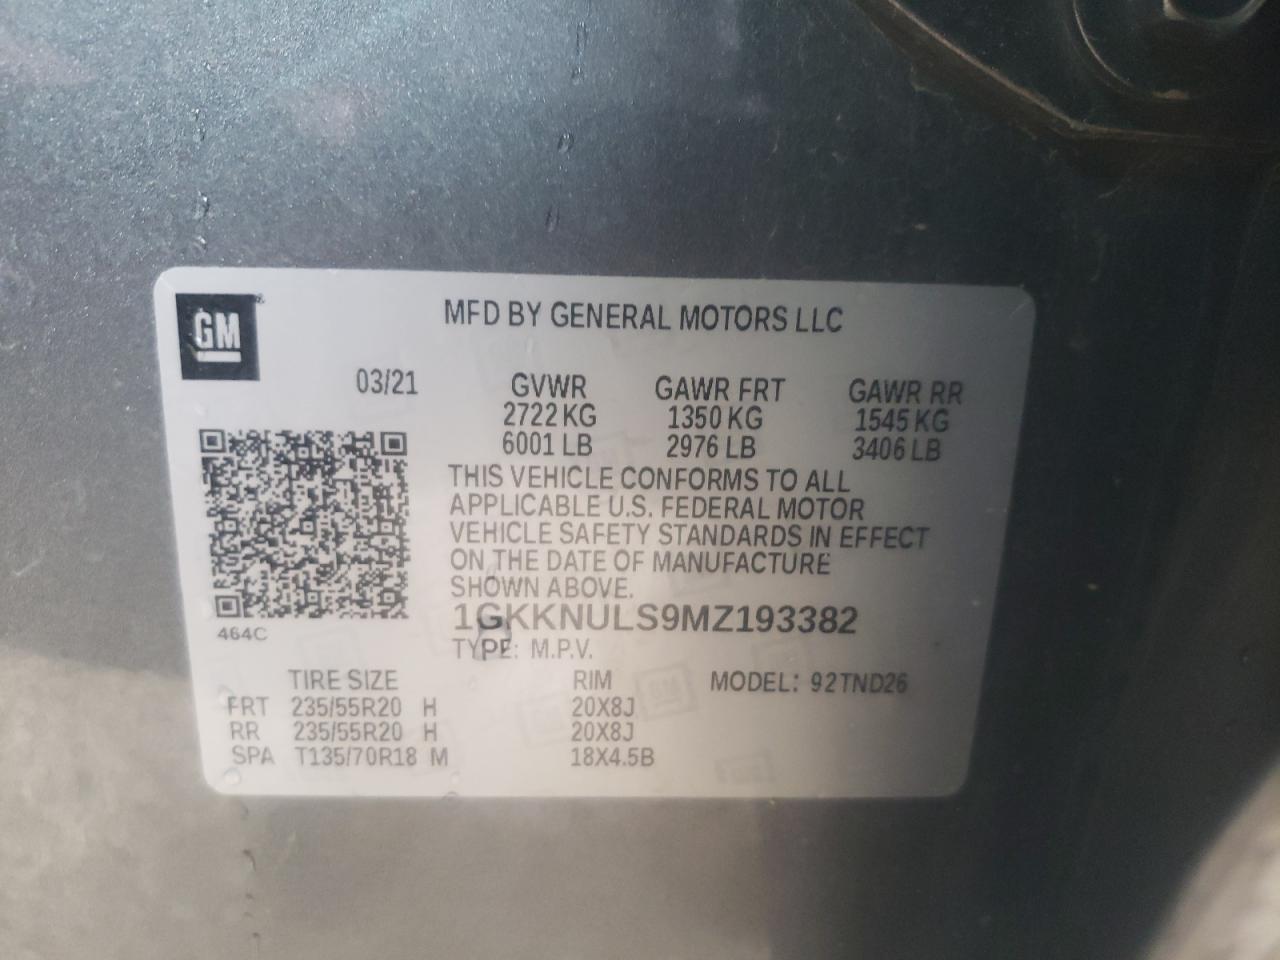 GM
MFD BY GENERAL MOTORS LLC
03/21 GVWR GAWR FRT GAWR RR
2722 KG 1350 KG 1545 KG
6001 LB 2976 LB 3406 LB
THIS VEHICLE CONFORMS TO ALL
APPLICABLE U.S. FEDERAL MOTOR
VEHICLE SAFETY STANDARDS IN EFFECT
ON THE DATE OF MANUFACTURE
SHOWN ABOVE.
464C
1GKKNULS9MZ193382
TYPE: M.P.V.
TIRE SIZE RIM MODEL: 92TND26
FRT 235/55R20 H 20X8J
RR 235/55R20 H 20X8J
SPA T135/70R18 M 18X4.5B